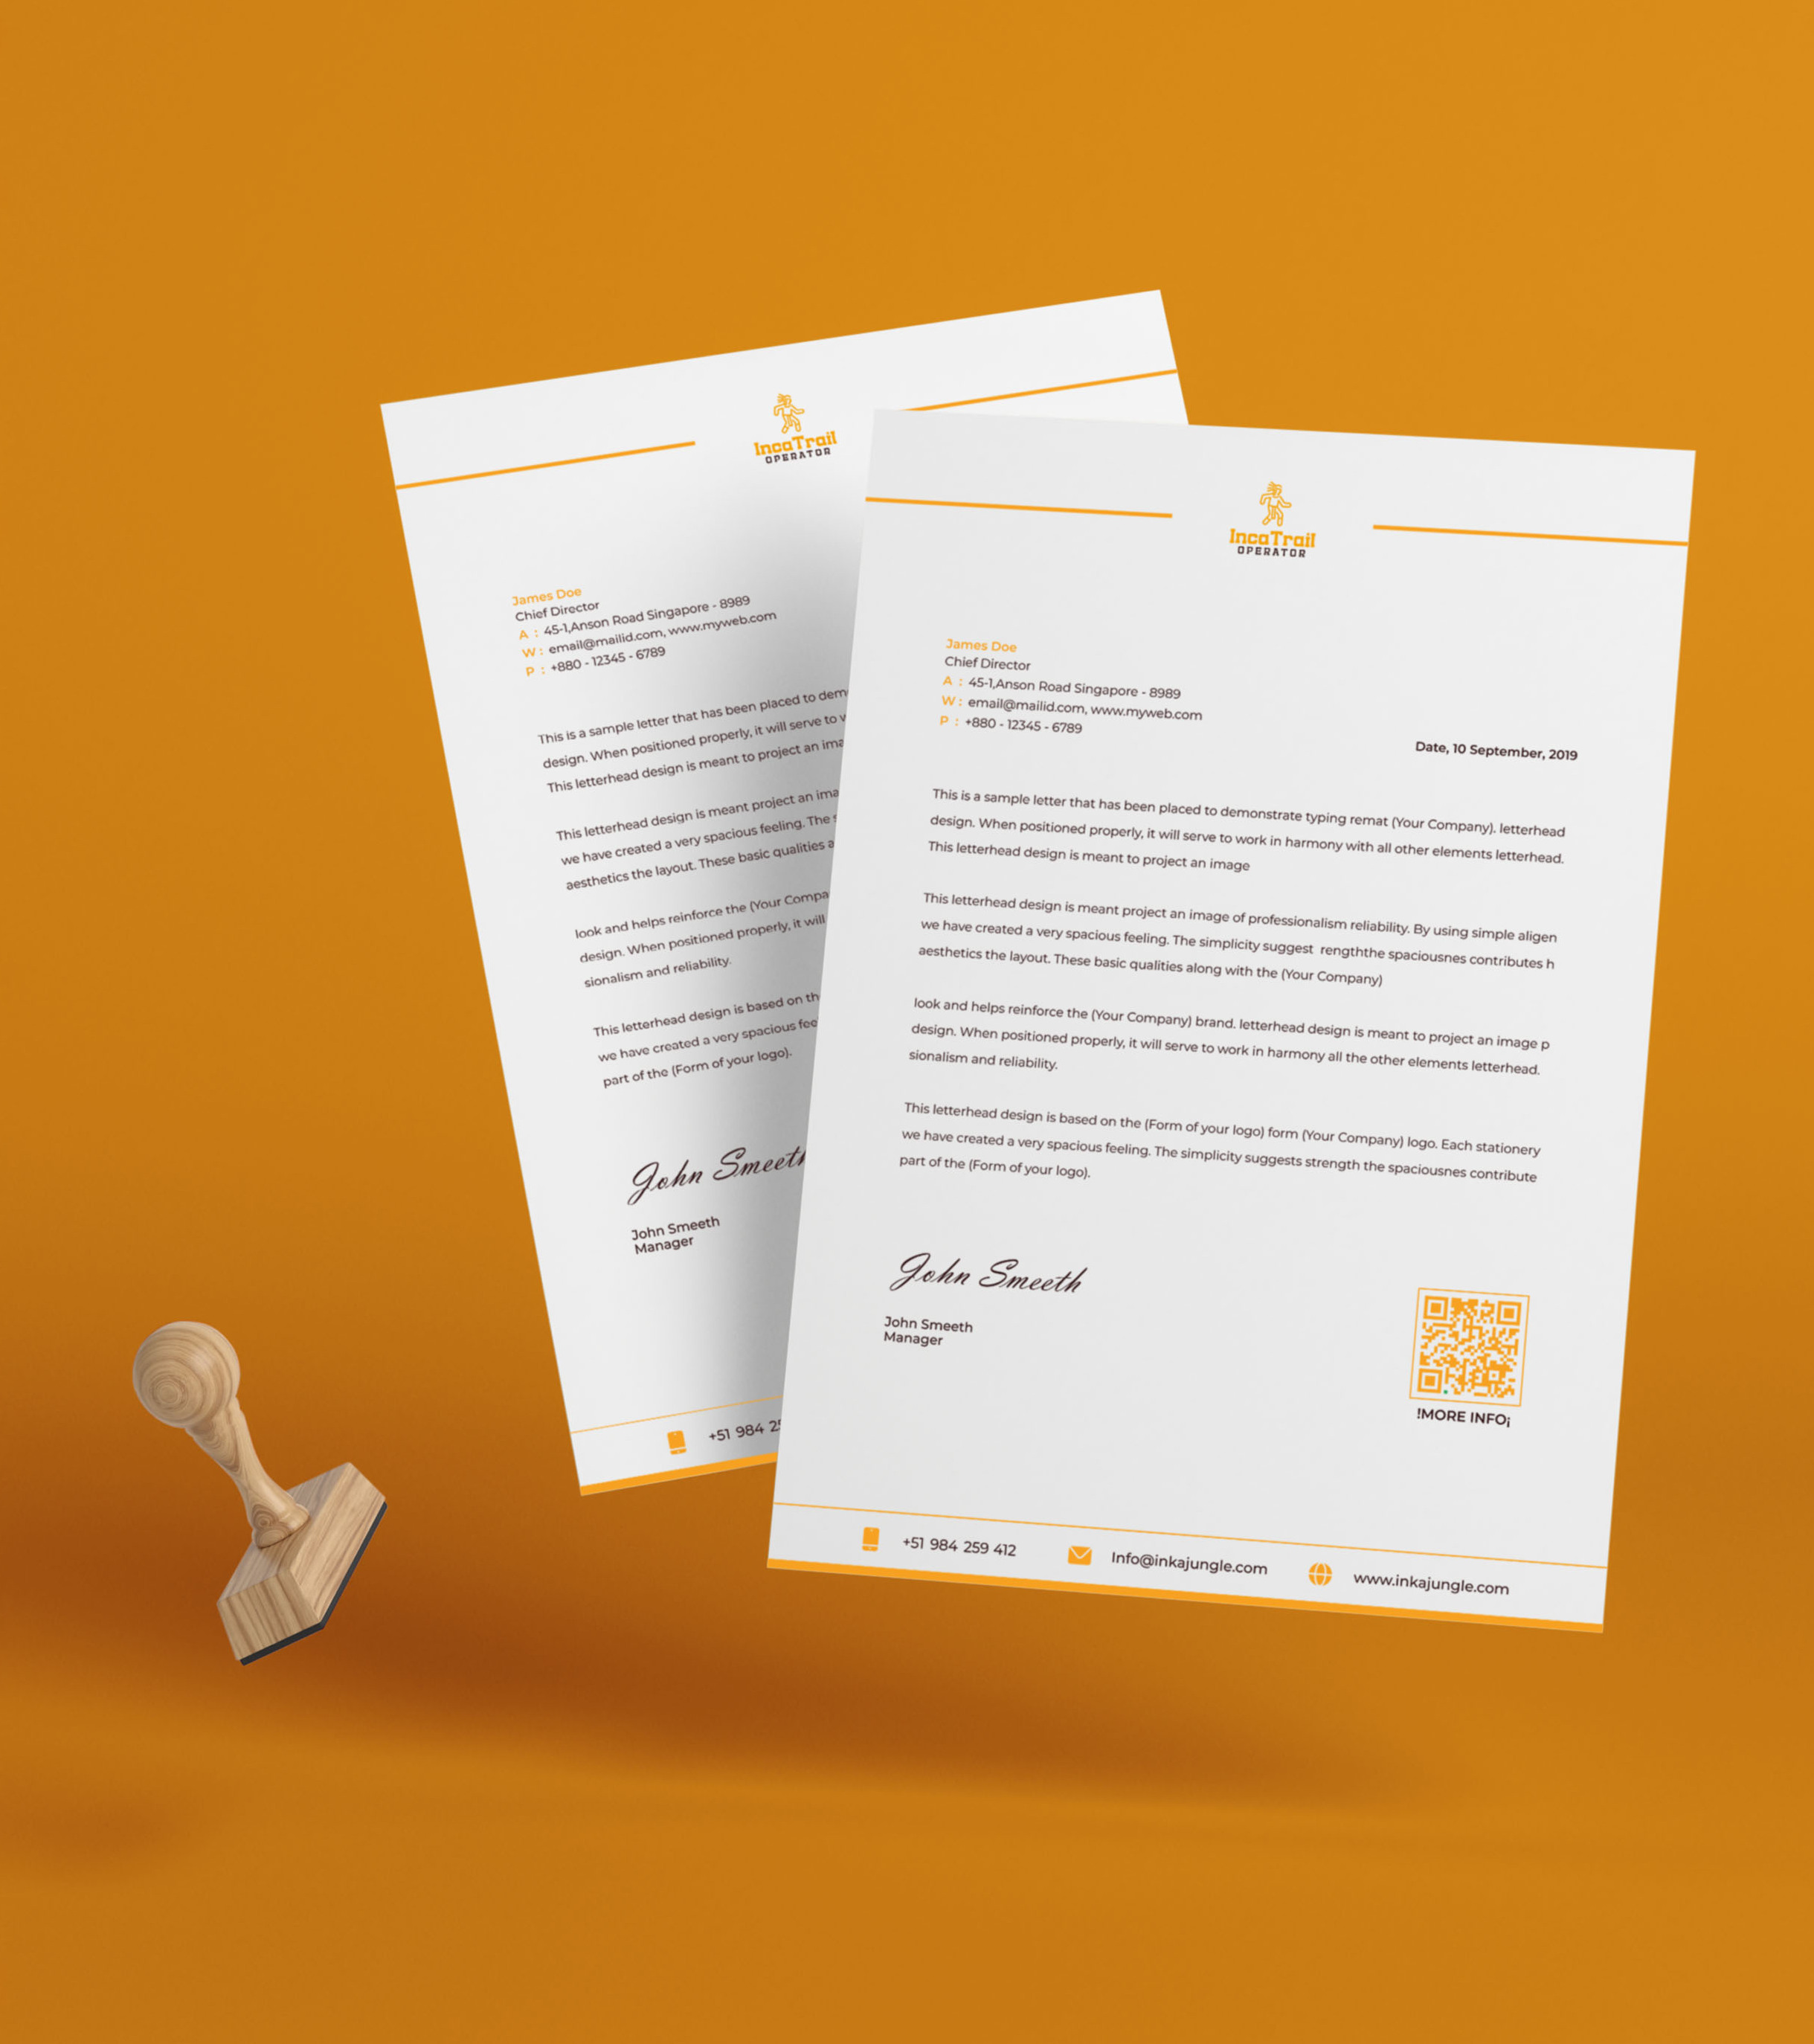 IncaTrail
OPERATOR
James Doe
Chief Director
A : 45-1,Anson Road Singapore - 8989
W : email@mailid.com, www.myweb.com
P : +880 - 12345 - 6789
This is a sample letter that has been placed to dem
design. When positioned properly, it will serve to
This letterhead design is meant to project an ima
This letterhead design is meant project an ima
we have created a very spacious feeling. The
aesthetics the layout. These basic qualities a
look and helps reinforce the (Your Compa
design. When positioned properly, it will
sionalism and reliability.
This letterhead design is based on th
we have created a very spacious fee
part of the (Form of your logo).
John Smeeth
John Smeeth
Manager
+51 984 25
IncaTrail
OPERATOR
James Doe
Chief Director
A : 45-1,Anson Road Singapore - 8989
W : email@mailid.com, www.myweb.com
P : +880 - 12345 - 6789
Date, 10 September, 2019
This is a sample letter that has been placed to demonstrate typing remat (Your Company). letterhead
design. When positioned properly, it will serve to work in harmony with all other elements letterhead.
This letterhead design is meant to project an image
This letterhead design is meant project an image of professionalism reliability. By using simple aligen
we have created a very spacious feeling. The simplicity suggest rengththe spaciousnes contributes h
aesthetics the layout. These basic qualities along with the (Your Company)
look and helps reinforce the (Your Company) brand. letterhead design is meant to project an image p
design. When positioned properly, it will serve to work in harmony all the other elements letterhead.
sionalism and reliability.
This letterhead design is based on the (Form of your logo) form (Your Company) logo. Each stationery
we have created a very spacious feeling. The simplicity suggests strength the spaciousnes contribute
part of the (Form of your logo).
John Smeeth
John Smeeth
Manager
!MORE INFO¡
+51 984 259 412
Info@inkajungle.com
www.inkajungle.com